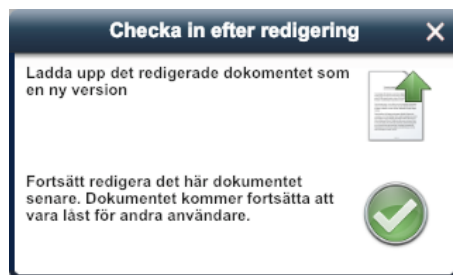 Checka in efter redigering
Ladda upp det redigerade dokomentet som
en ny version
Fortsätt redigera det här dokumentet
senare. Dokumentet kommer fortsätta att
vara låst för andra användare.